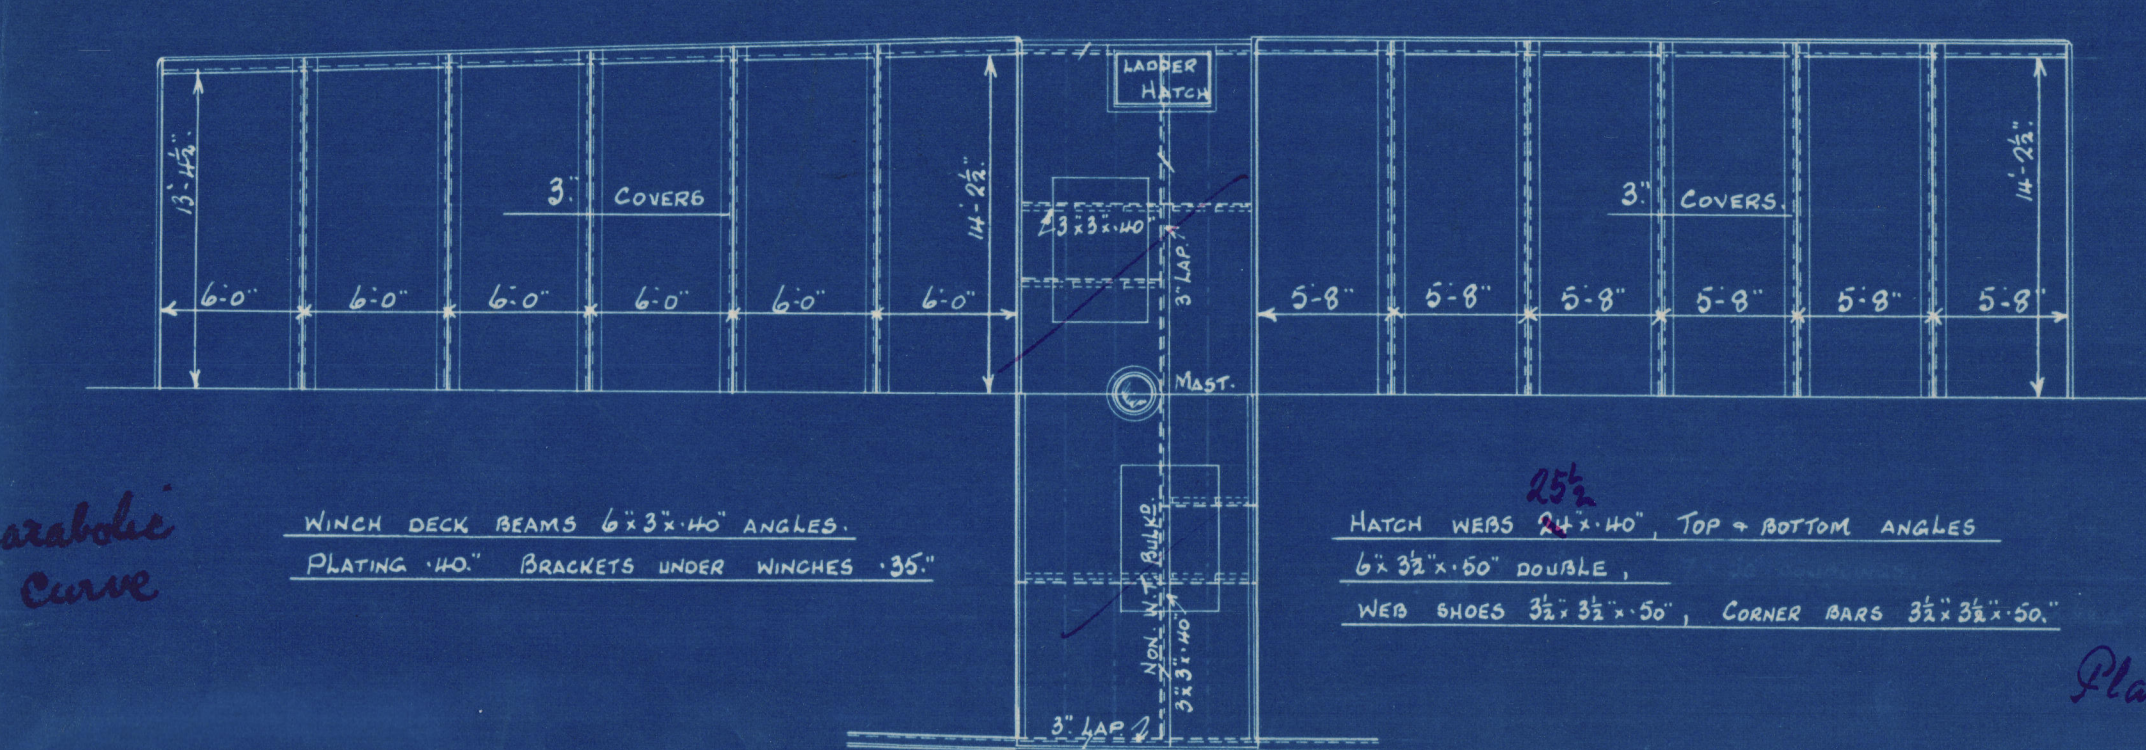 LADDER
HATCH
13'-4½"
3" COVERS
14'-2½"
3"x3"x.40"
3" LAP.
3" COVERS.
14'-2½"
6'-0" 6'-0" 6'-0" 6'-0" 6'-0" 6'-0"
5'-8" 5'-8" 5'-8" 5'-8" 5'-8" 5'-8"
MAST.
arabolic
Curve
WINCH DECK BEAMS 6"x3"x.40" ANGLES.
PLATING .40." BRACKETS UNDER WINCHES .35."
NON. W.T. BULKD.
3"x3"x.40"
3". LAP.
25½
HATCH WEBS 24"x.40", TOP & BOTTOM ANGLES
6"x3½"x.50" DOUBLE,
WEB SHOES 3½"x3½"x.50", CORNER BARS 3½"x3½"x.50."
Pla